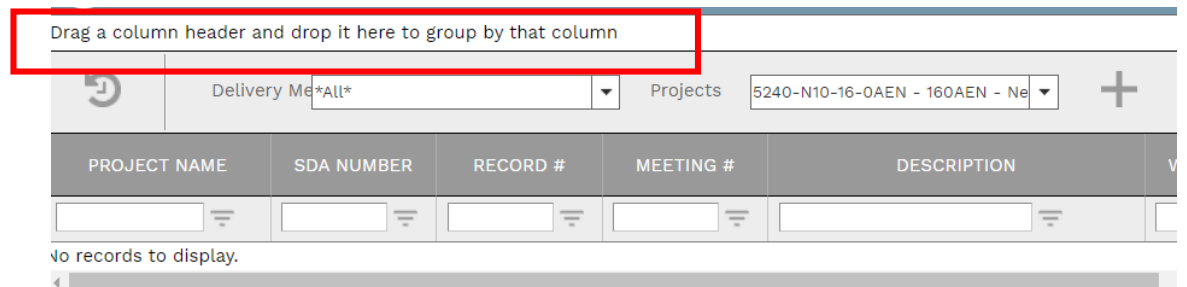 Drag a column header and drop it here to group by that column
Delivery Me *All* Projects 5240-N10-16-0AEN - 160AEN - Ne
PROJECT NAME SDA NUMBER RECORD # MEETING # DESCRIPTION W
No records to display.